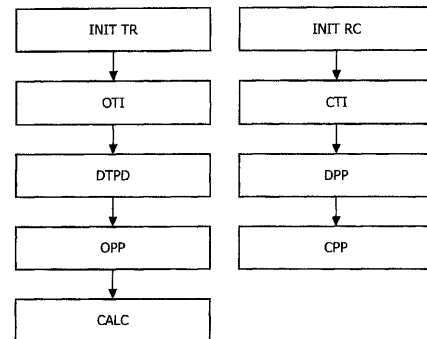 INIT TR
OTI
DTPD
OPP
CALC
INIT RC
CTI
DPP
CPP